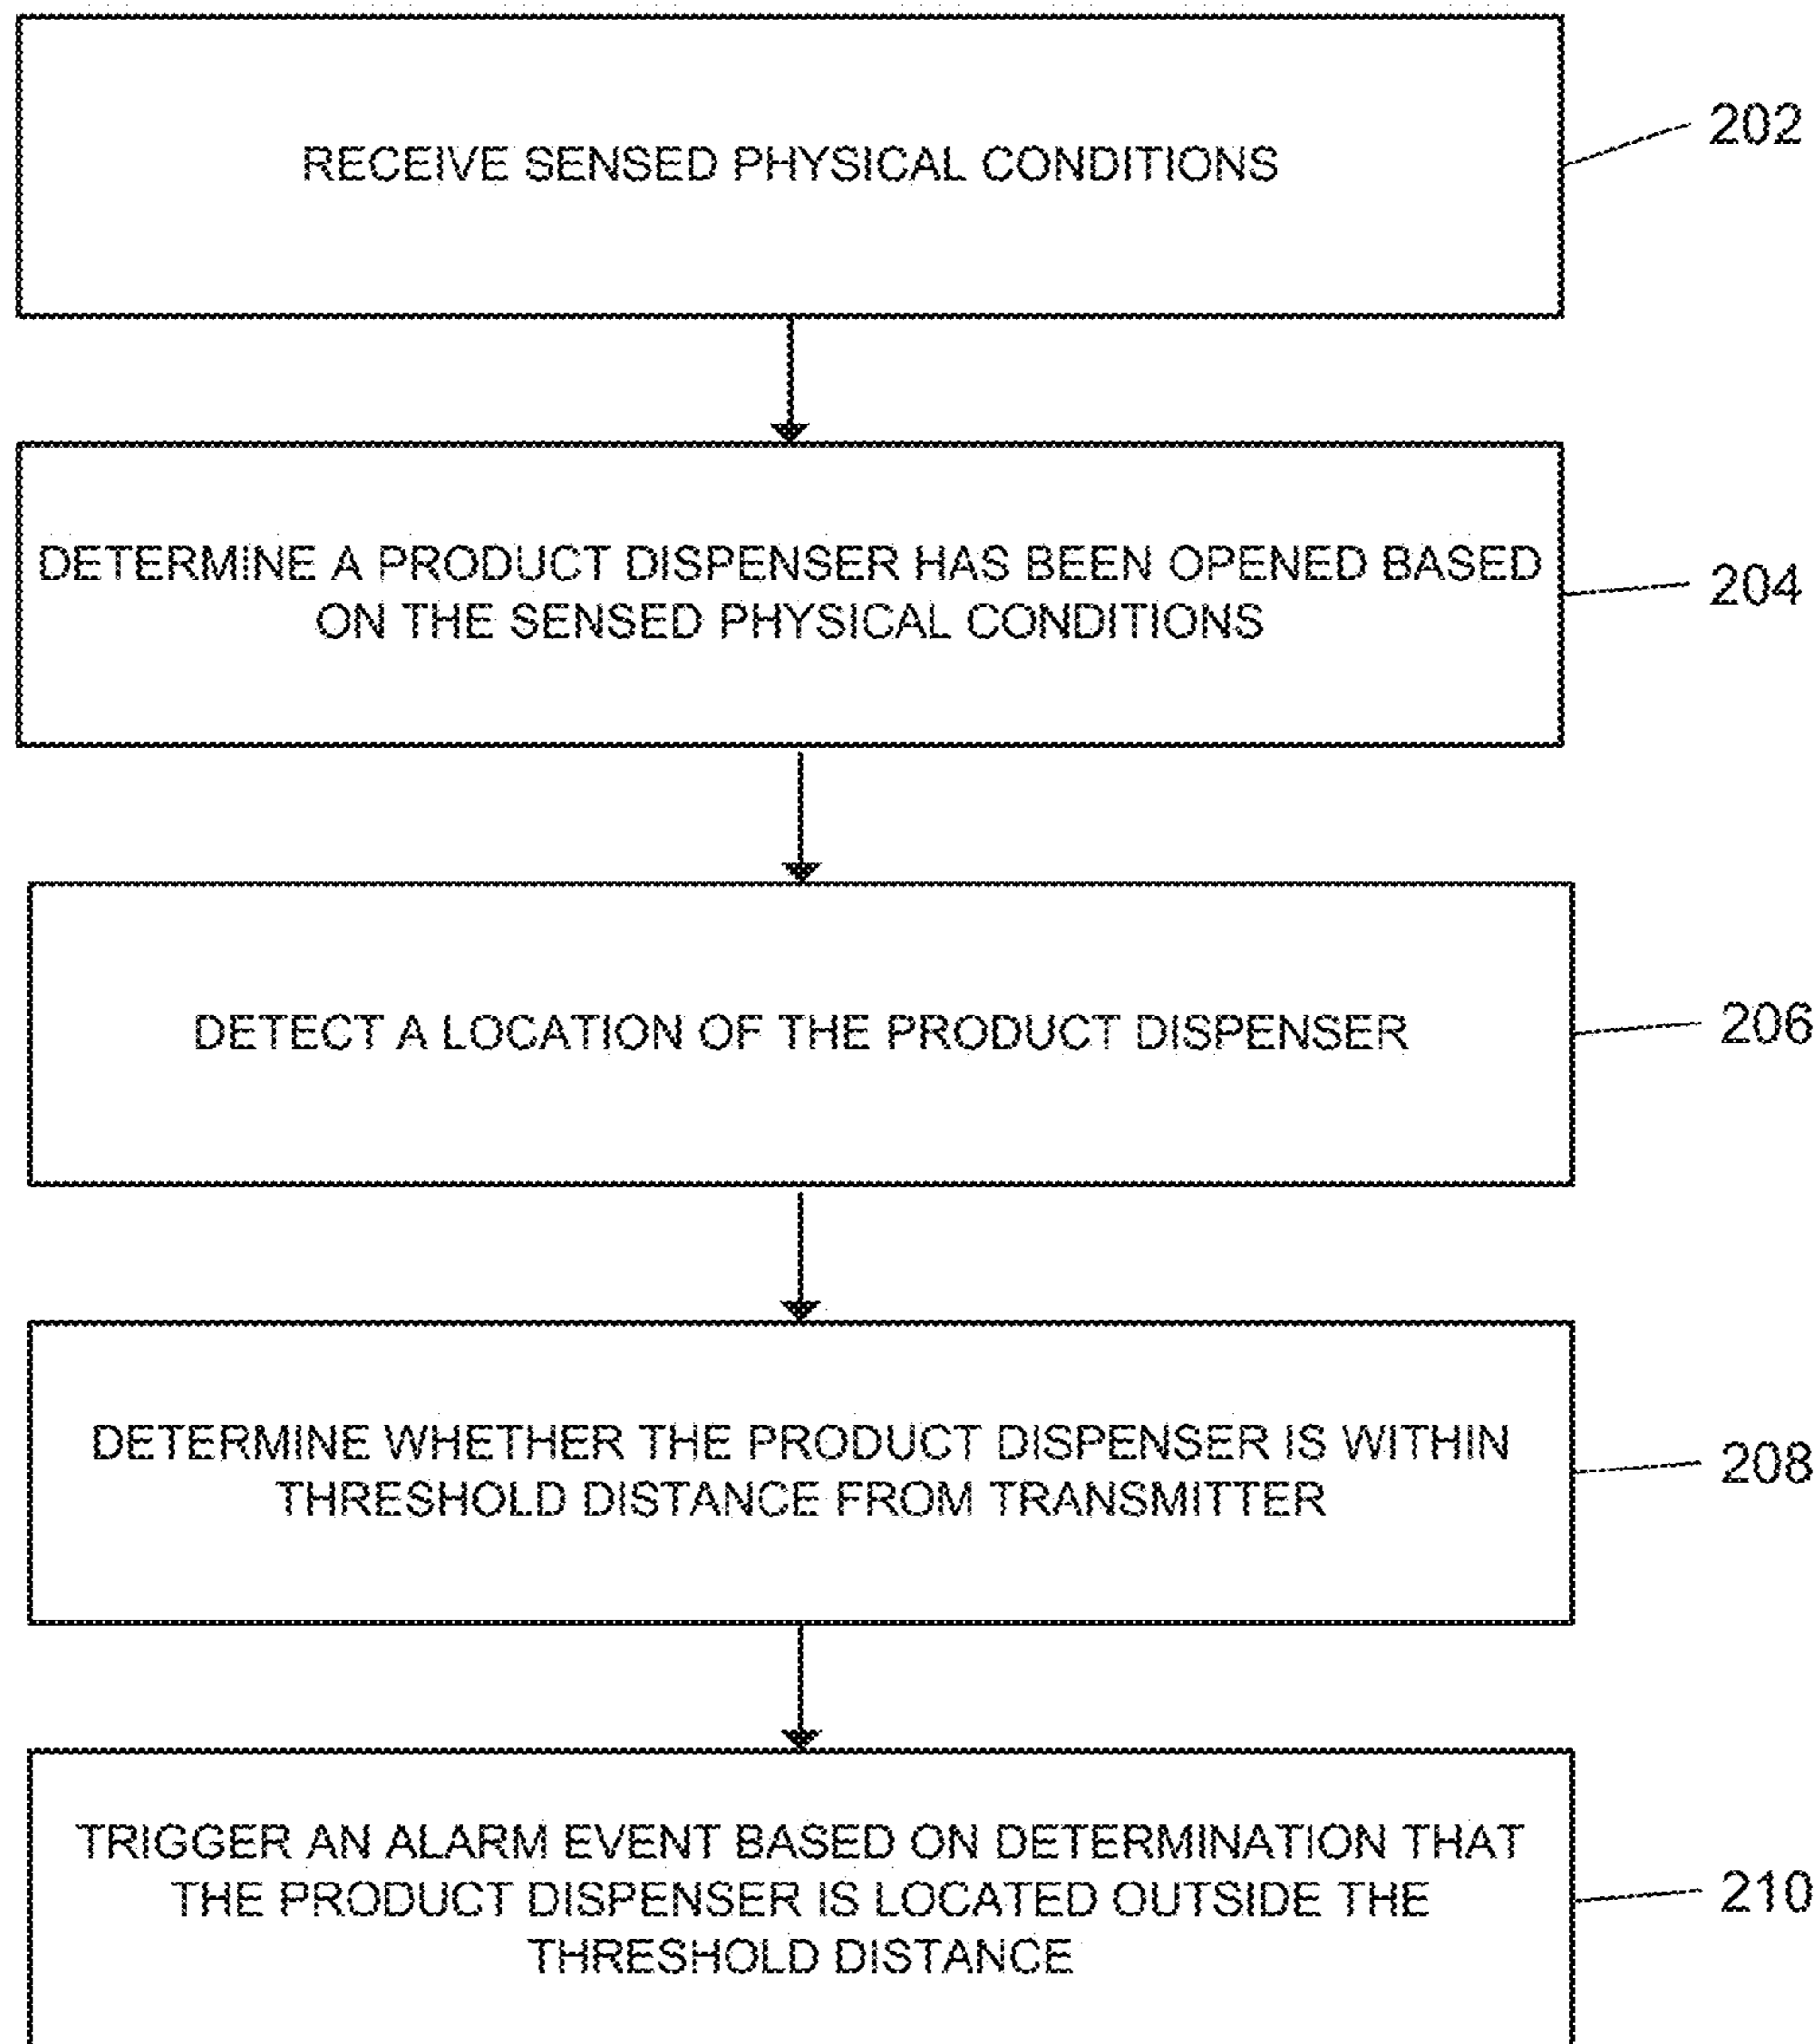 RECEIVE SENSED PHYSICAL CONDITIONS
202
DETERMINE A PRODUCT DISPENSER HAS BEEN OPENED BASED
ON THE SENSED PHYSICAL CONDITIONS
204
DETECT A LOCATION OF THE PRODUCT DISPENSER
206
DETERMINE WHETHER THE PRODUCT DISPENSER IS WITHIN
THRESHOLD DISTANCE FROM TRANSMITTER
208
TRIGGER AN ALARM EVENT BASED ON DETERMINATION THAT
THE PRODUCT DISPENSER IS LOCATED OUTSIDE THE
THRESHOLD DISTANCE
210